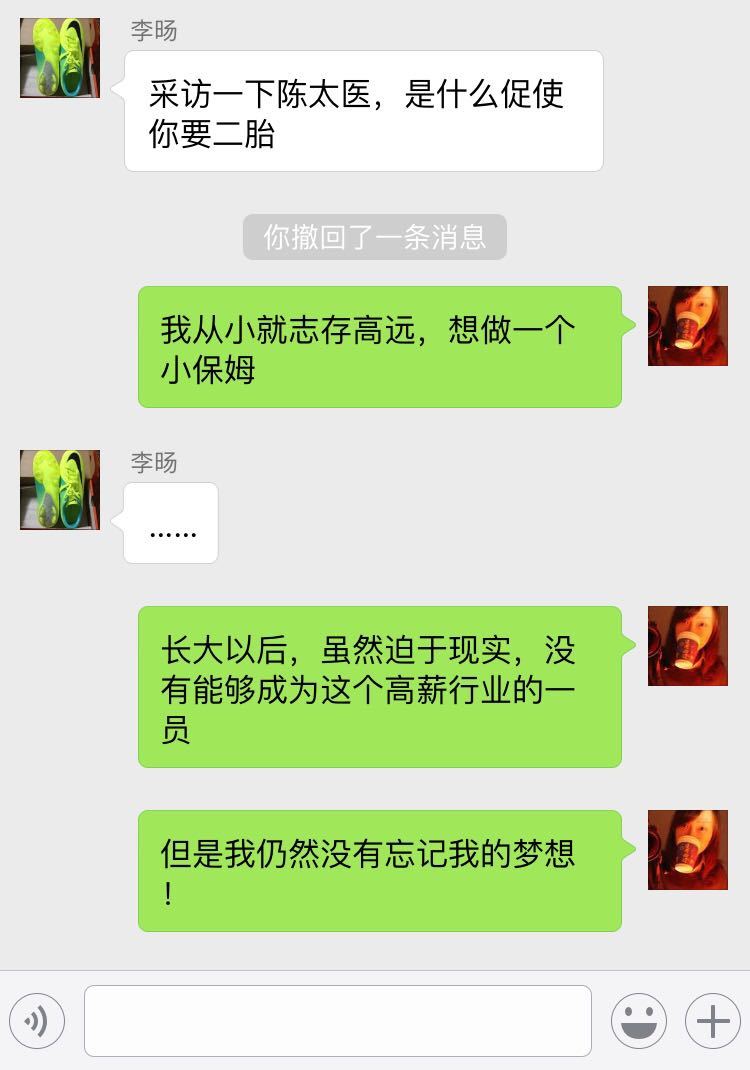 李旸
采访一下陈太医，是什么促使
你要二胎
你撤回了一条消息
我从小就志存高远，想做一个
小保姆
李旸
……
长大以后，虽然迫于现实，没
有能够成为这个高薪行业的一
员
但是我仍然没有忘记我的梦想
！